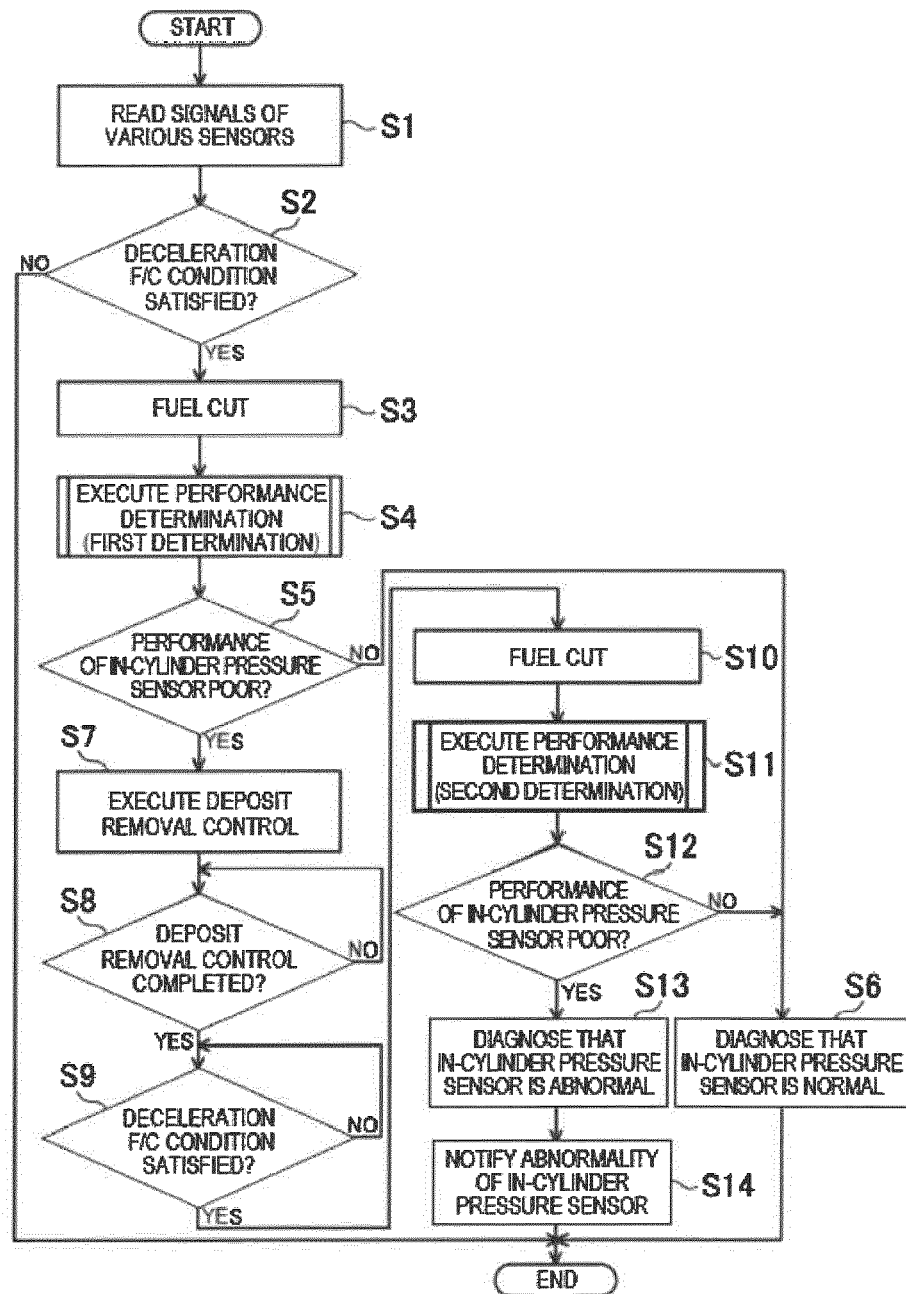 START
READ SIGNALS OF
VARIOUS SENSORS
S1
S2
DECELERATION
F/C CONDITION
SATISFIED?
NO
YES
FUEL CUT
S3
EXECUTE PERFORMANCE
DETERMINATION
(FIRST DETERMINATION)
S4
S5
PERFORMANCE
OF IN-CYLINDER PRESSURE
SENSOR POOR?
NO
YES
S7
EXECUTE DEPOSIT
REMOVAL CONTROL
S8
DEPOSIT
REMOVAL CONTROL
COMPLETED?
NO
YES
S9
DECELERATION
F/C CONDITION
SATISFIED?
NO
YES
FUEL CUT
S10
EXECUTE PERFORMANCE
DETERMINATION
(SECOND DETERMINATION)
S11
S12
PERFORMANCE
OF IN-CYLINDER PRESSURE
SENSOR POOR?
NO
YES
S13
DIAGNOSE THAT
IN-CYLINDER PRESSURE
SENSOR IS ABNORMAL
S6
DIAGNOSE THAT
IN-CYLINDER PRESSURE
SENSOR IS NORMAL
NOTIFY ABNORMALITY
OF IN-CYLINDER
PRESSURE SENSOR
S14
END